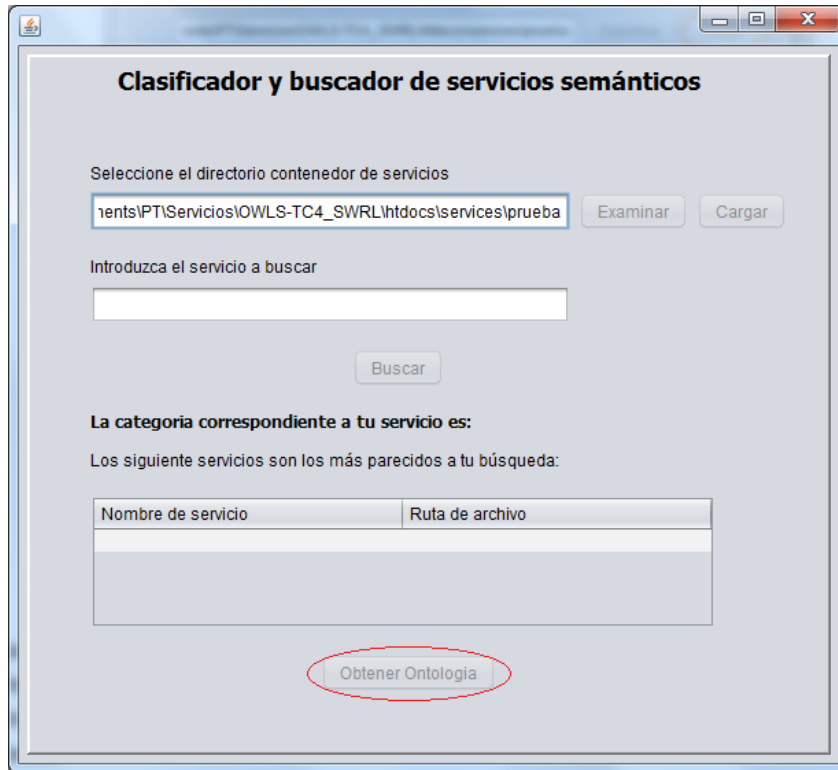 Clasificador y buscador de servicios semánticos
Seleccione el directorio contenedor de servicios
nents\PT\Servicios\OWLS-TC4_SWRL\htdocs\services\prueba Examinar Cargar
Introduzca el servicio a buscar
Buscar
La categoria correspondiente a tu servicio es:
Los siguiente servicios son los más parecidos a tu búsqueda:
Nombre de servicio Ruta de archivo
Obtener Ontologia